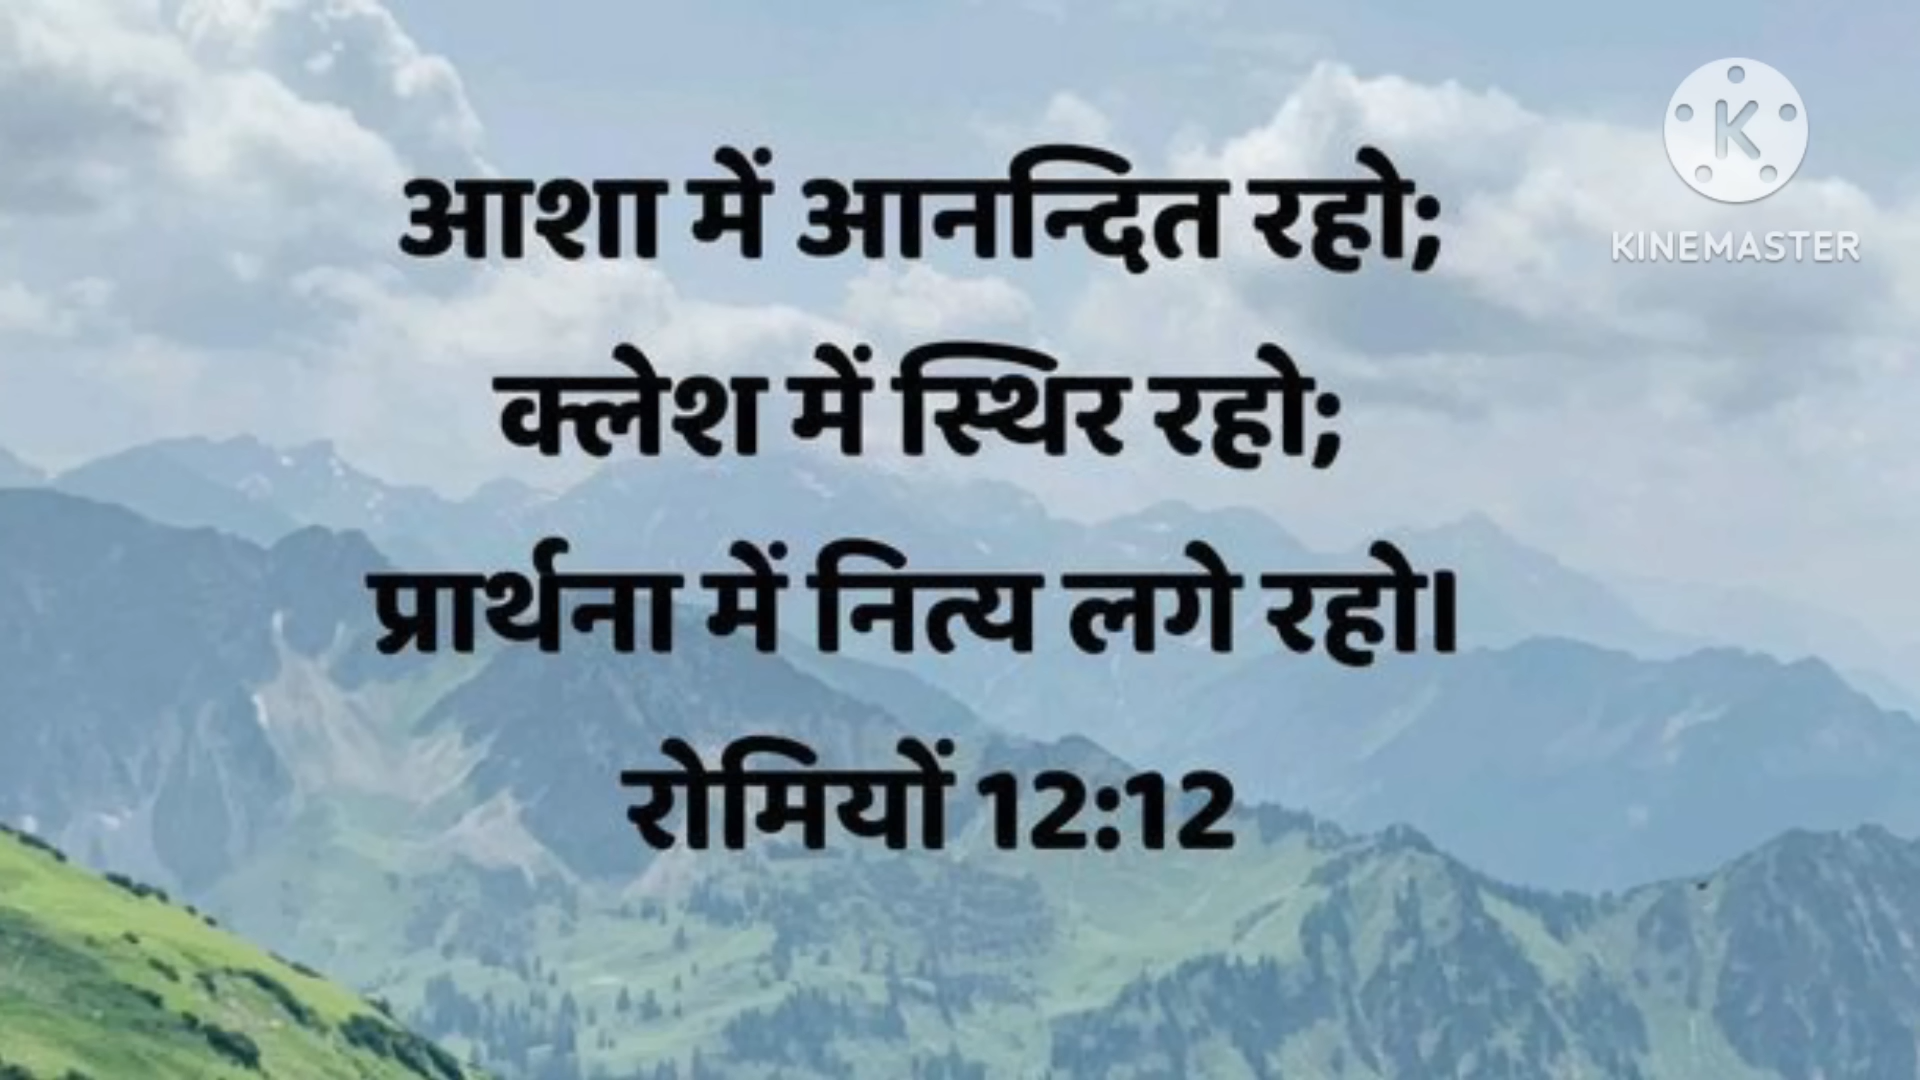 आशा में आनन्दित रहो;
क्लेश में स्थिर रहो;
प्रार्थना में नित्य लगे रहो।
रोमियों 12:12
K
KINEMASTER